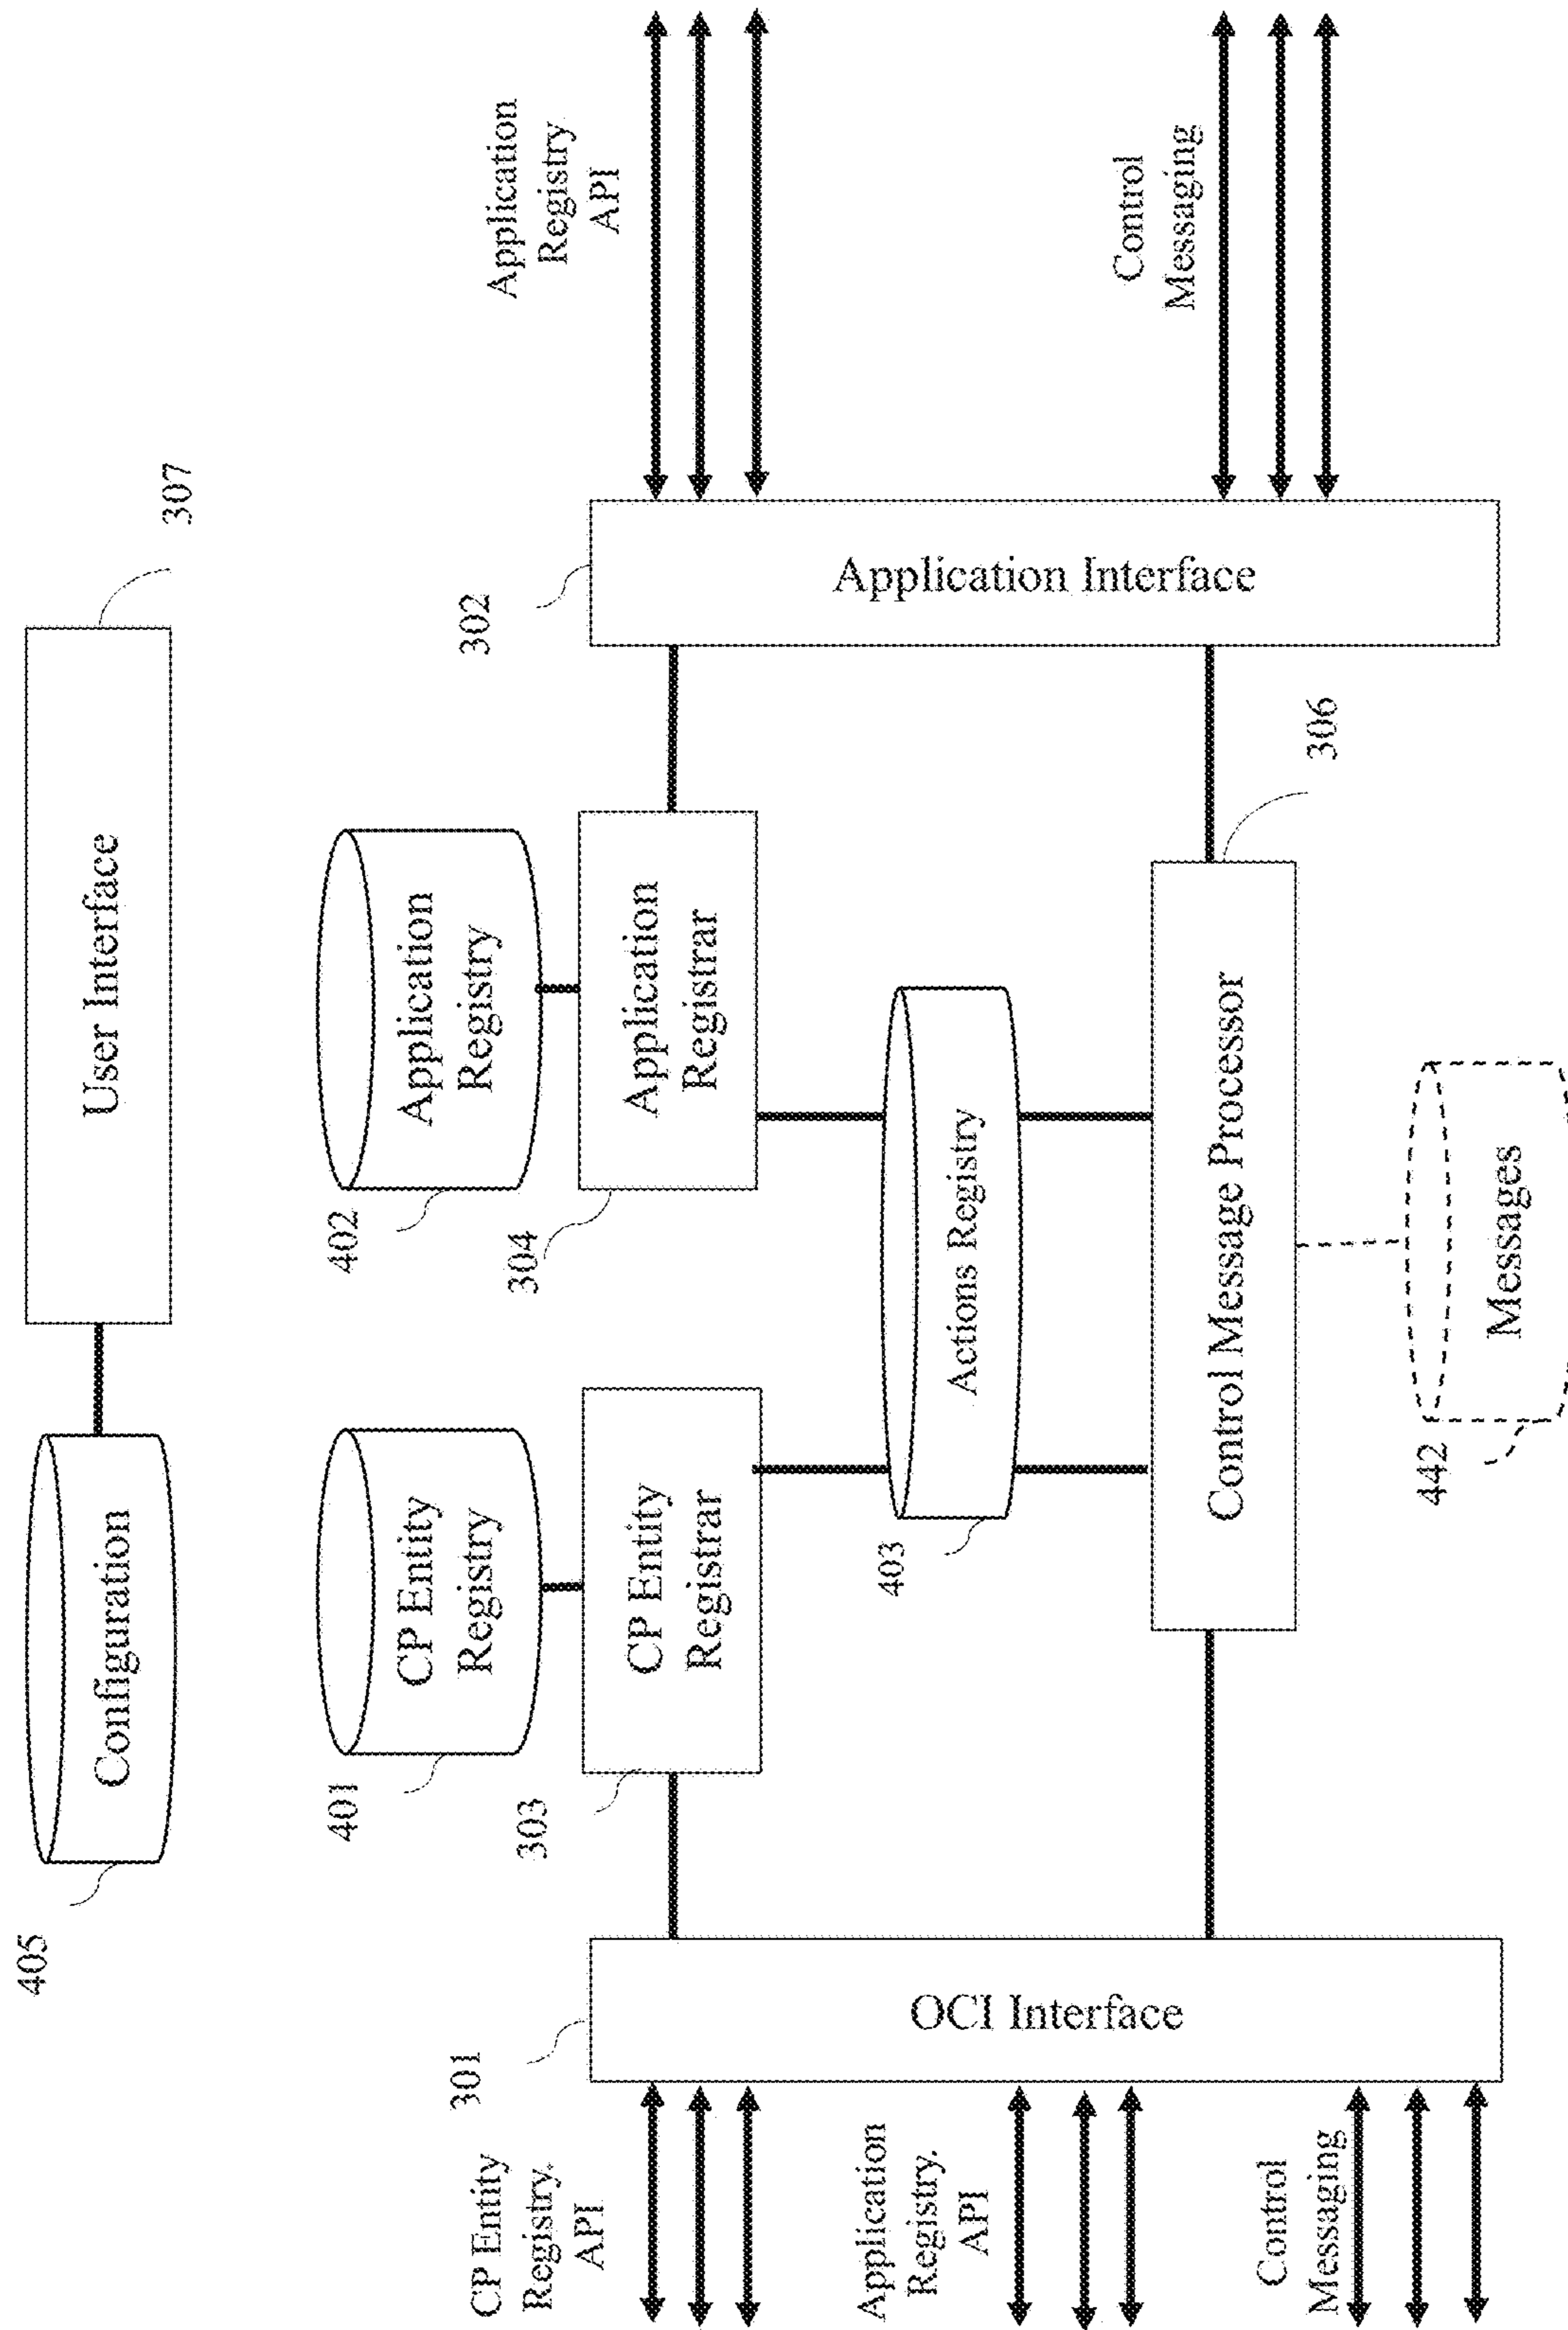 405
Configuration
User Interface
307
401
CP Entity
Registry
402
Application
Registry
303
CP Entity
Registrar
304
Application
Registrar
301
OCI Interface
302
Application Interface
CP Entity
Registry.
API
Application
Registry
API
403
Actions Registry
Application
Registry.
API
Control
Messaging
Control
Messaging
Control Message Processor
306
442
Messages